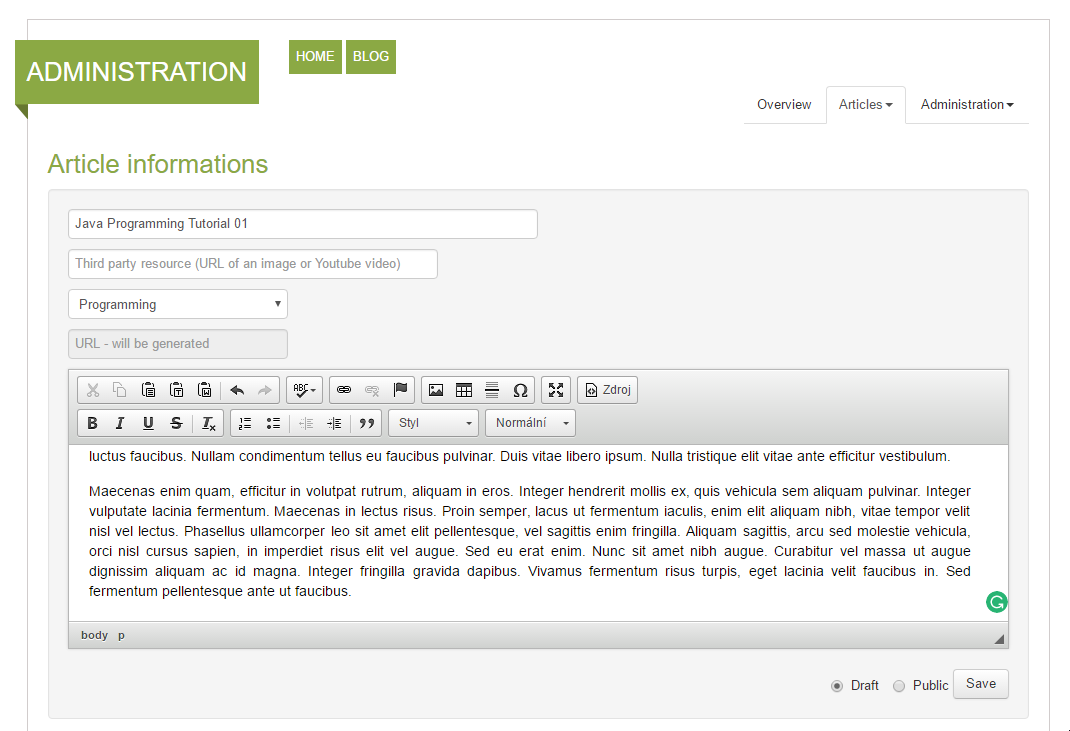 ADMINISTRATION
HOME BLOG
Overview Articles Administration
Article informations
Java Programming Tutorial 01
Third party resource (URL of an image or Youtube video)
Programming
URL - will be generated
ABC Ω Zdroj
B I U S Ix Styl Normální
luctus faucibus. Nullam condimentum tellus eu faucibus pulvinar. Duis vitae libero ipsum. Nulla tristique elit vitae ante efficitur vestibulum.
Maecenas enim quam, efficitur in volutpat rutrum, aliquam in eros. Integer hendrerit mollis ex, quis vehicula sem aliquam pulvinar. Integer
vulputate lacinia fermentum. Maecenas in lectus risus. Proin semper, lacus ut fermentum iaculis, enim elit aliquam nibh, vitae tempor velit
nisl vel lectus. Phasellus ullamcorper leo sit amet elit pellentesque, vel sagittis enim fringilla. Aliquam sagittis, arcu sed molestie vehicula,
orci nisl cursus sapien, in imperdiet risus elit vel augue. Sed eu erat enim. Nunc sit amet nibh augue. Curabitur vel massa ut augue
dignissim aliquam ac id magna. Integer fringilla gravida dapibus. Vivamus fermentum risus turpis, eget lacinia velit faucibus in. Sed
fermentum pellentesque ante ut faucibus.
body p
Draft Public Save